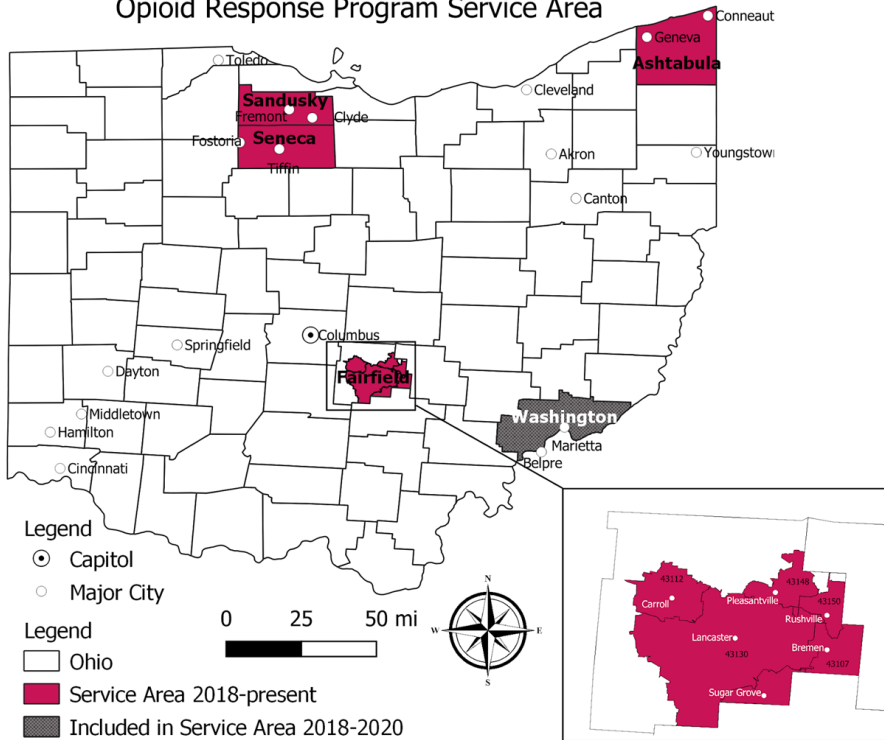 Opioid Response Program Service Area
Conneaut
Geneva
Ashtabula
Toledo
Cleveland
Sandusky
Fremont
Clyde
Fostoria
Seneca
Tiffin
Akron
Youngstown
Canton
Columbus
Springfield
Dayton
Fairfield
Middletown
Hamilton
Washington
Marietta
Belpre
Cincinnati
Legend
Capitol
Major City
0 25 50 mi
N
W E
S
Legend
Ohio
Service Area 2018-present
Included in Service Area 2018-2020
43112
43148
Carroll
Pleasantville
43150
Rushville
Lancaster
43130
Bremen
43107
Sugar Grove